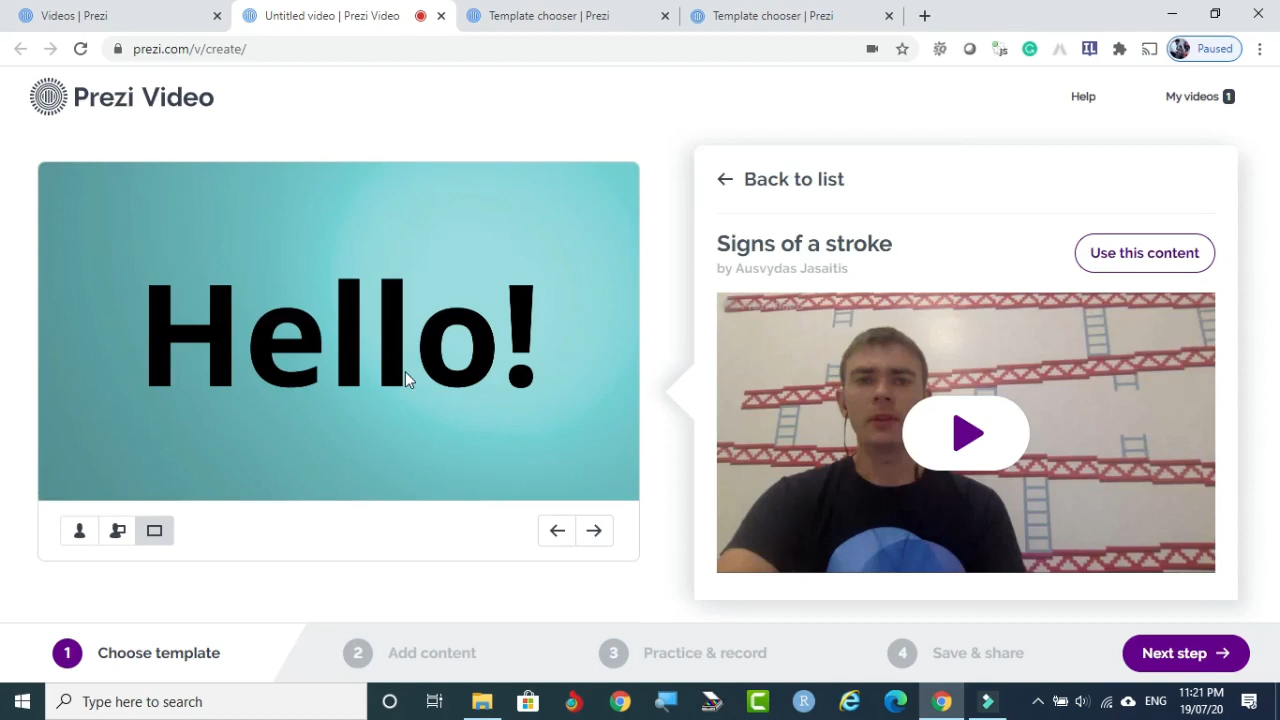 Videos | Prezi
Untitled video | Prezi Video
Template chooser | Prezi
Template chooser | Prezi
prezi.com/v/create/
JS
IL
Paused
Prezi Video
Help
My videos 1
Hello!
Back to list
Signs of a stroke
by Ausvydas Jasaitis
Use this content
1 Choose template
2 Add content
3 Practice & record
4 Save & share
Next step
Type here to search
R
ENG
11:21 PM
19/07/20